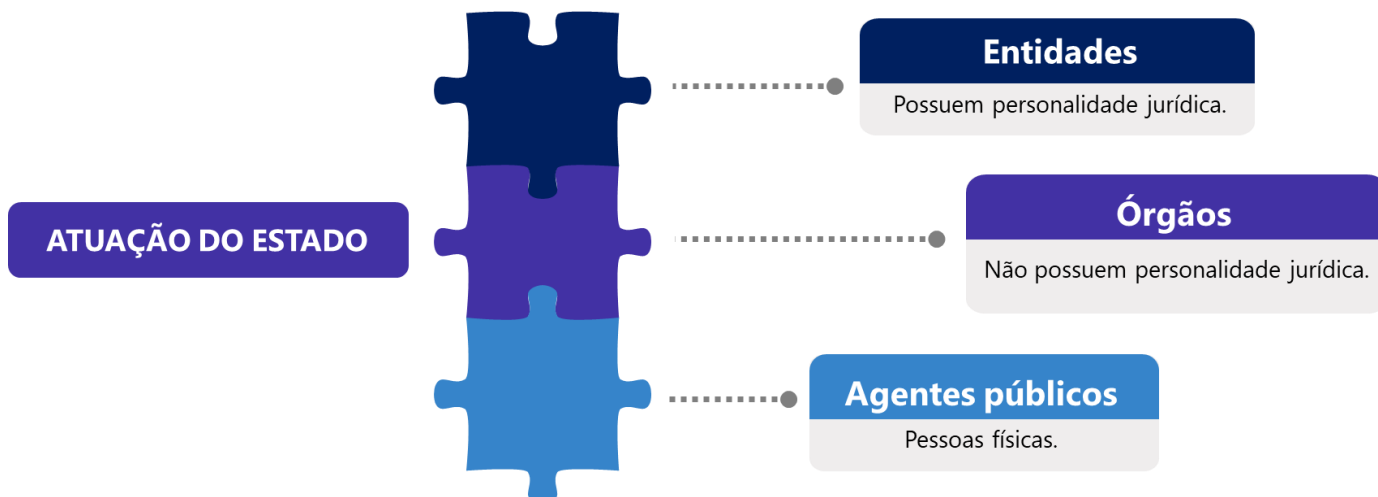 Entidades
Possuem personalidade jurídica.
ATUAÇÃO DO ESTADO
Órgãos
Não possuem personalidade jurídica.
Agentes públicos
Pessoas físicas.